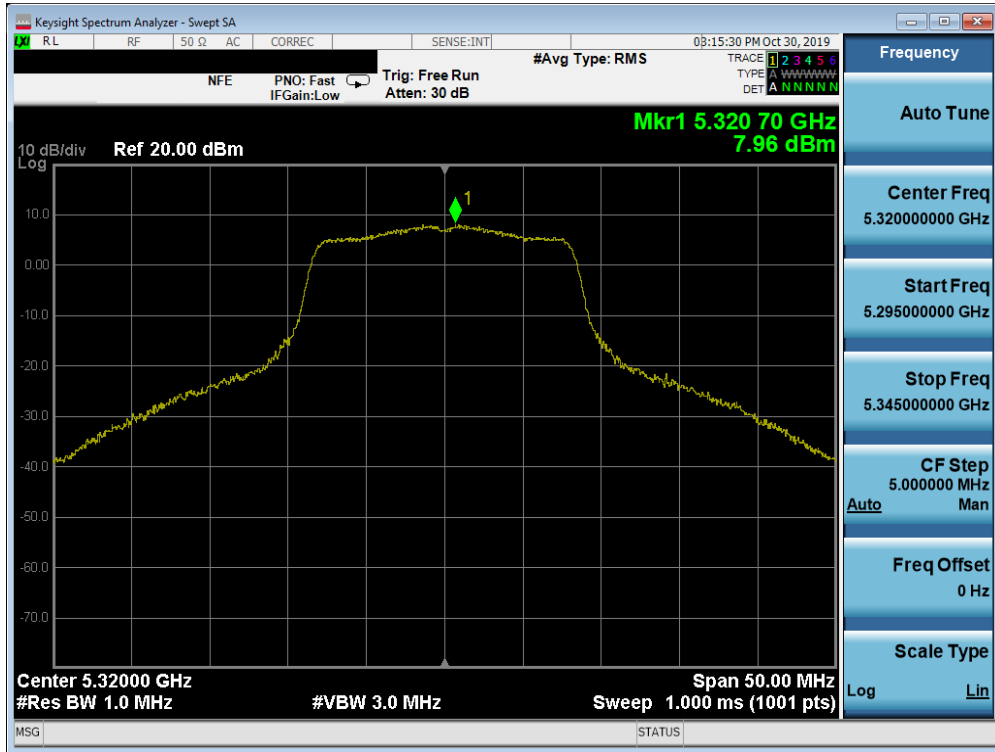 Keysight Spectrum Analyzer - Swept SA
LXI RL RF 50 Ω AC CORREC SENSE:INT 03:15:30 PM Oct 30, 2019
NFE PNO: Fast IFGain:Low Trig: Free Run Atten: 30 dB #Avg Type: RMS
TRACE 1 2 3 4 5 6
TYPE A WWWWW
DET A N N N N N
Mkr1 5.320 70 GHz
7.96 dBm
10 dB/div Ref 20.00 dBm
Log
1
10.0
0.00
-10.0
-20.0
-30.0
-40.0
-50.0
-60.0
-70.0
Center 5.32000 GHz Span 50.00 MHz
#Res BW 1.0 MHz #VBW 3.0 MHz Sweep 1.000 ms (1001 pts)
MSG STATUS
Frequency
Auto Tune
Center Freq
5.320000000 GHz
Start Freq
5.295000000 GHz
Stop Freq
5.345000000 GHz
CF Step
5.000000 MHz
Auto Man
Freq Offset
0 Hz
Scale Type
Log Lin